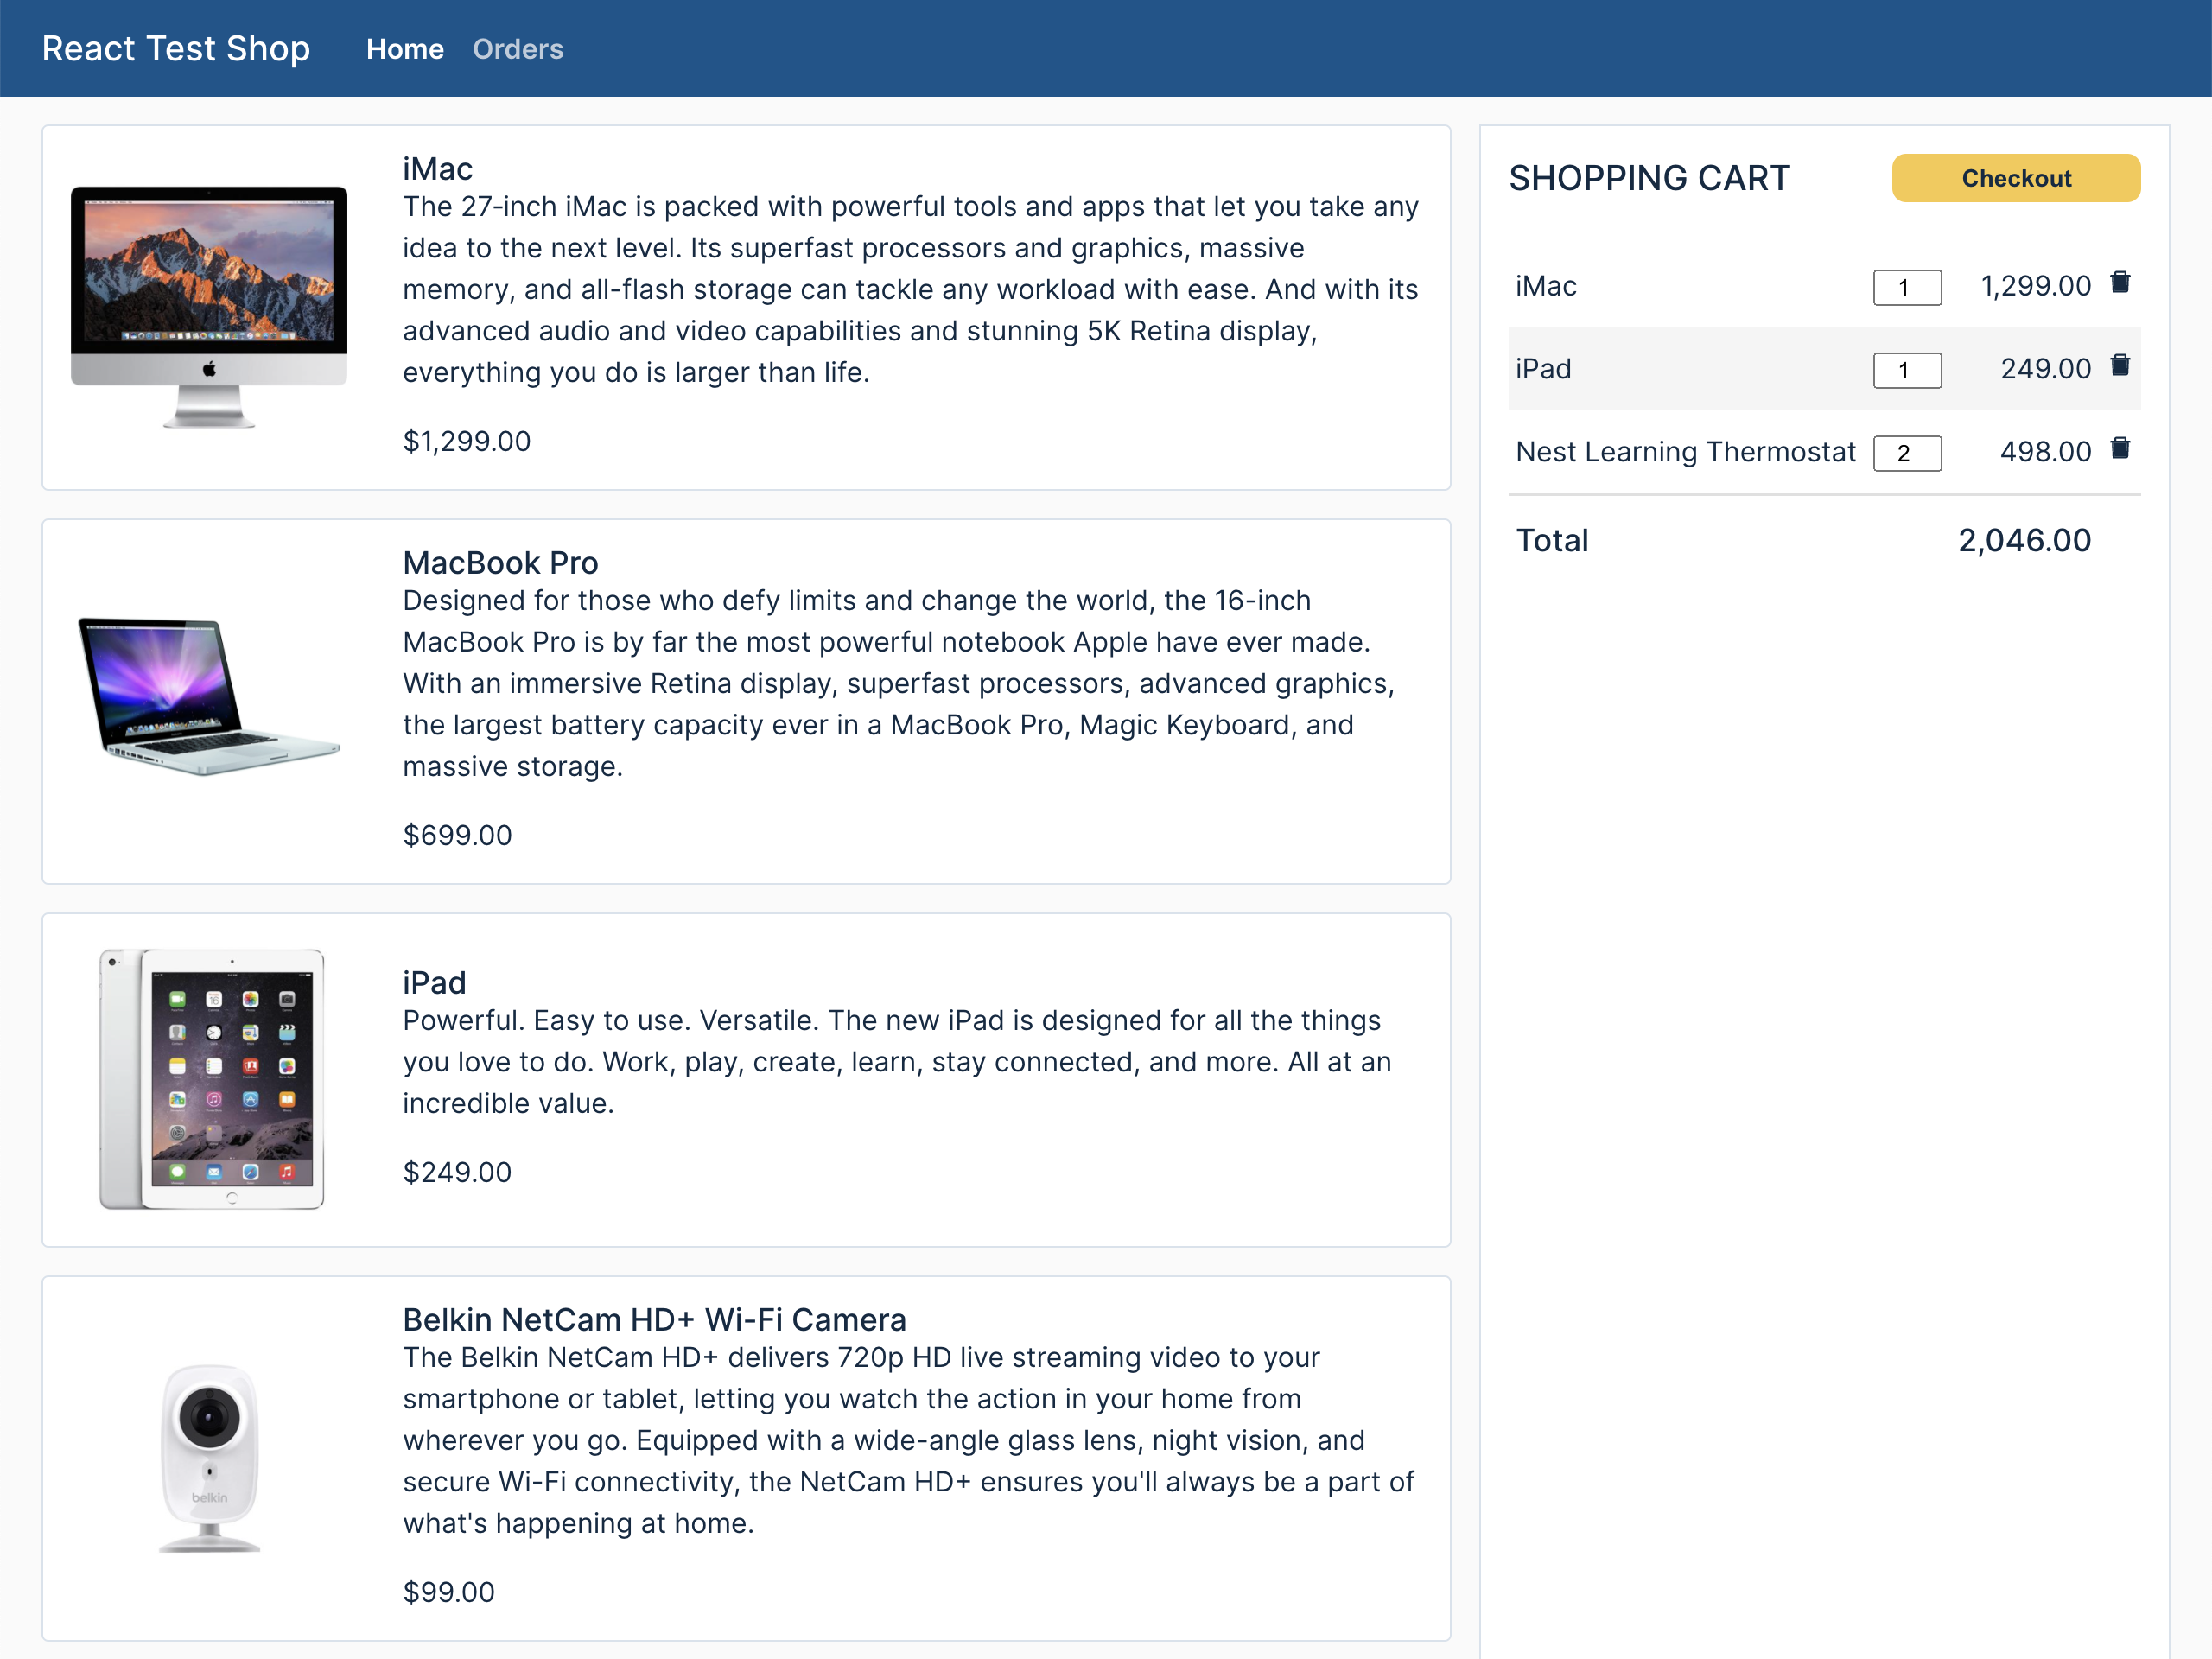 React Test Shop Home Orders
iMac
The 27-inch iMac is packed with powerful tools and apps that let you take any
idea to the next level. Its superfast processors and graphics, massive
memory, and all-flash storage can tackle any workload with ease. And with its
advanced audio and video capabilities and stunning 5K Retina display,
everything you do is larger than life.
$1,299.00
MacBook Pro
Designed for those who defy limits and change the world, the 16-inch
MacBook Pro is by far the most powerful notebook Apple have ever made.
With an immersive Retina display, superfast processors, advanced graphics,
the largest battery capacity ever in a MacBook Pro, Magic Keyboard, and
massive storage.
$699.00
iPad
Powerful. Easy to use. Versatile. The new iPad is designed for all the things
you love to do. Work, play, create, learn, stay connected, and more. All at an
incredible value.
$249.00
belkin
Belkin NetCam HD+ Wi-Fi Camera
The Belkin NetCam HD+ delivers 720p HD live streaming video to your
smartphone or tablet, letting you watch the action in your home from
wherever you go. Equipped with a wide-angle glass lens, night vision, and
secure Wi-Fi connectivity, the NetCam HD+ ensures you'll always be a part of
what's happening at home.
$99.00
SHOPPING CART Checkout
iMac 1 1,299.00
iPad 1 249.00
Nest Learning Thermostat 2 498.00
Total 2,046.00